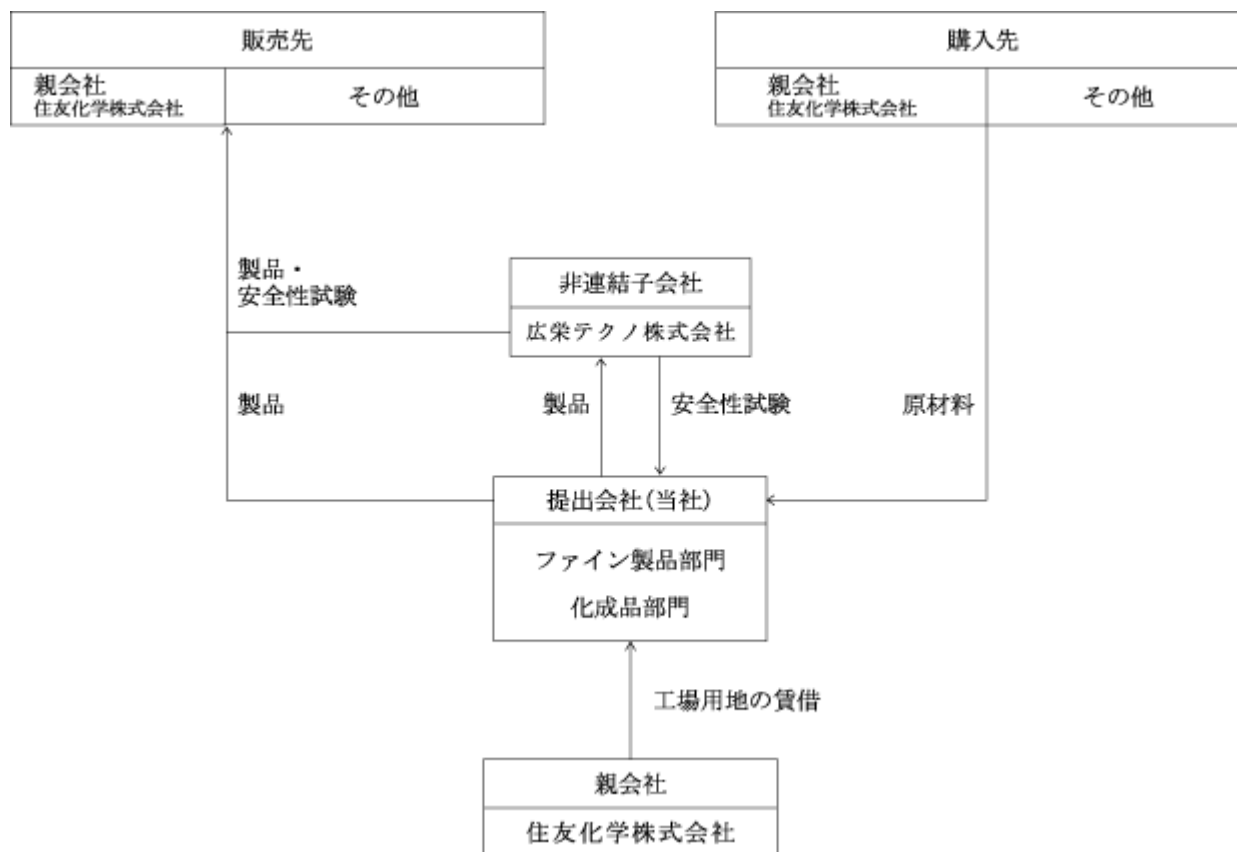 販売先
親会社
住友化学株式会社
その他
購入先
親会社
住友化学株式会社
その他
製品・
安全性試験
非連結子会社
広栄テクノ株式会社
製品
製品
安全性試験
原材料
提出会社(当社)
ファイン製品部門
化成品部門
工場用地の賃借
親会社
住友化学株式会社